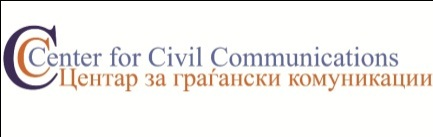 Center for Civil Communications
Центар за граѓански комуникации